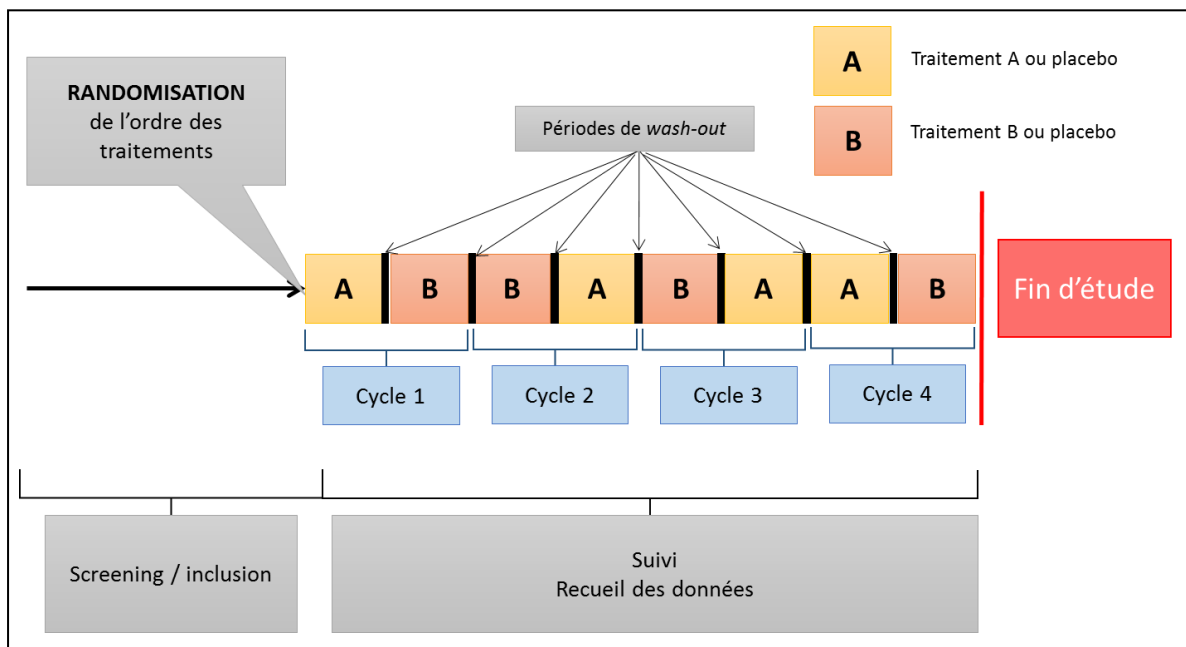 RANDOMISATION
de l'ordre des
traitements
Périodes de wash-out
A
Traitement A ou placebo
B
Traitement B ou placebo
A B B A B A A B
Fin d'étude
Cycle 1 Cycle 2 Cycle 3 Cycle 4
Screening / inclusion
Suivi
Recueil des données